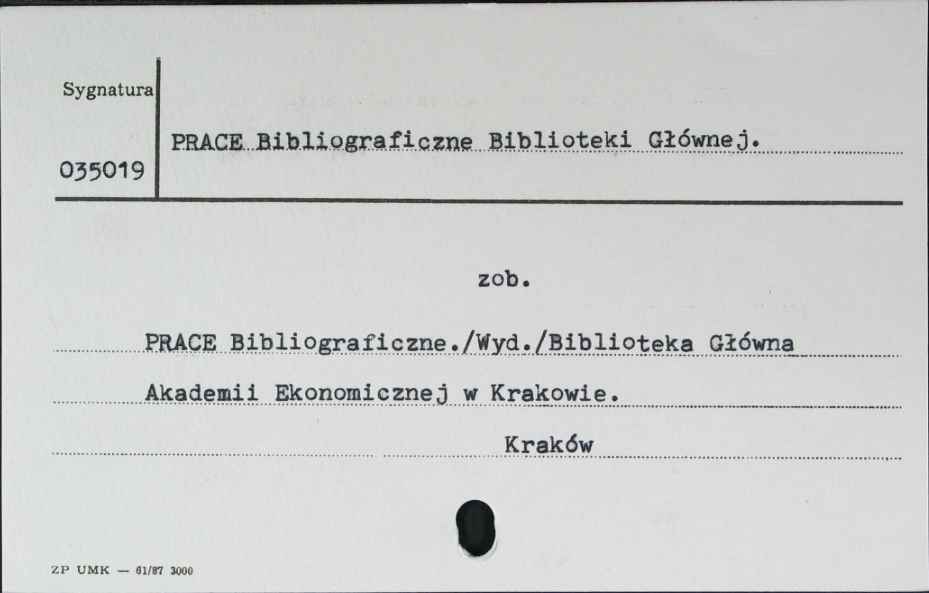 Sygnatura
PRACE Bibliograficzne Biblioteki Głównej.
035019
zob.
PRACE Bibliograficzne./Wyd./Biblioteka Główna
Akademii Ekonomicznej w Krakowie.
Kraków
ZP UMK — 61/87 3000